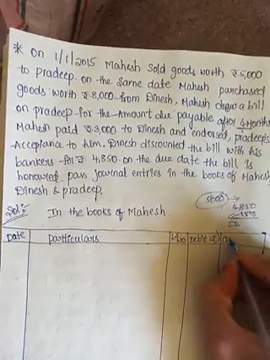 * On 1/1/2015 Mahesh Sold goods worth ₹ 5,000
to pradeep. on the Same date Mahesh purchased
goods worth ₹ 8,000 from Dinesh, Mahesh drew a bill
on pradeep for the Amount due payable after 4 Months
Mahesh paid ₹ 3,000 to Dinesh and endorsed, pradeep's
Acceptance to him. Dinesh discounted the bill with his
bankers for ₹ 4,850. on the due date the bill is
honoured. pass Journal entries in the books of Mahesh
Dinesh & pradeep.
5000
4,850
150
Sol:- In the books of Mahesh
Date particulars Debit (₹)